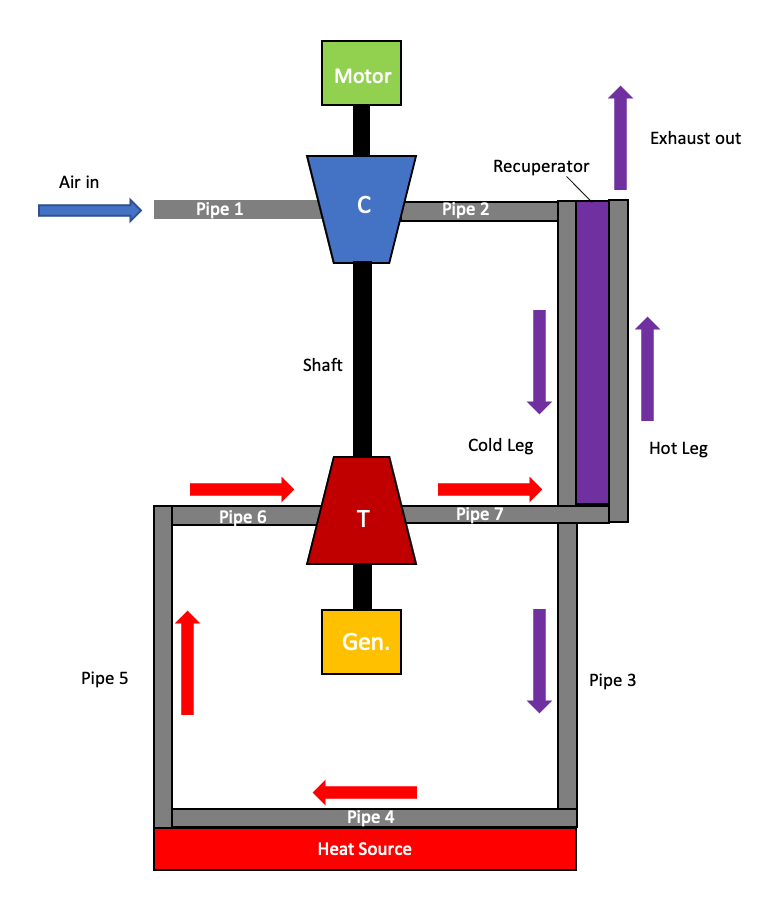 Motor
Exhaust out
Recuperator
Air in
Pipe 1
C
Pipe 2
Shaft
Cold Leg
Hot Leg
Pipe 6
T
Pipe 7
Gen.
Pipe 5
Pipe 3
Pipe 4
Heat Source